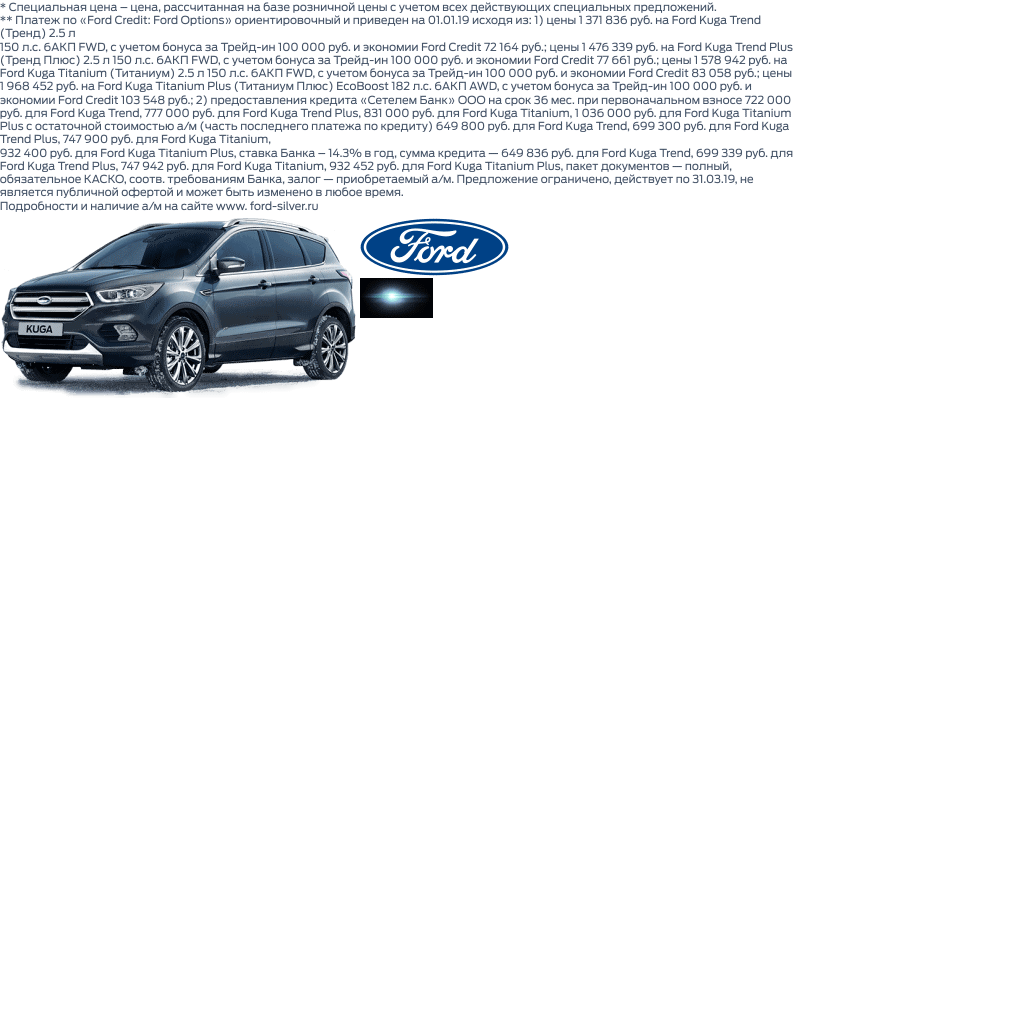 * Специальная цена – цена, рассчитанная на базе розничной цены с учетом всех действующих специальных предложений.
** Платеж по «Ford Credit: Ford Options» ориентировочный и приведен на 01.01.19 исходя из: 1) цены 1 371 836 руб. на Ford Kuga Trend
(Тренд) 2.5 л
150 л.с. 6АКП FWD, с учетом бонуса за Трейд-ин 100 000 руб. и экономии Ford Credit 72 164 руб.; цены 1 476 339 руб. на Ford Kuga Trend Plus
(Тренд Плюс) 2.5 л 150 л.с. 6АКП FWD, с учетом бонуса за Трейд-ин 100 000 руб. и экономии Ford Credit 77 661 руб.; цены 1 578 942 руб. на
Ford Kuga Titanium (Титаниум) 2.5 л 150 л.с. 6АКП FWD, с учетом бонуса за Трейд-ин 100 000 руб. и экономии Ford Credit 83 058 руб.; цены
1 968 452 руб. на Ford Kuga Titanium Plus (Титаниум Плюс) EcoBoost 182 л.с. 6АКП AWD, с учетом бонуса за Трейд-ин 100 000 руб. и
экономии Ford Credit 103 548 руб.; 2) предоставления кредита «Сетелем Банк» ООО на срок 36 мес. при первоначальном взносе 722 000
руб. для Ford Kuga Trend, 777 000 руб. для Ford Kuga Trend Plus, 831 000 руб. для Ford Kuga Titanium, 1 036 000 руб. для Ford Kuga Titanium
Plus с остаточной стоимостью а/м (часть последнего платежа по кредиту) 649 800 руб. для Ford Kuga Trend, 699 300 руб. для Ford Kuga
Trend Plus, 747 900 руб. для Ford Kuga Titanium,
932 400 руб. для Ford Kuga Titanium Plus, ставка Банка – 14.3% в год, сумма кредита — 649 836 руб. для Ford Kuga Trend, 699 339 руб. для
Ford Kuga Trend Plus, 747 942 руб. для Ford Kuga Titanium, 932 452 руб. для Ford Kuga Titanium Plus, пакет документов — полный,
обязательное КАСКО, соотв. требованиям Банка, залог — приобретаемый а/м. Предложение ограничено, действует по 31.03.19, не
является публичной офертой и может быть изменено в любое время.
Подробности и наличие а/м на сайте www. ford-silver.ru
Ford
KUGA